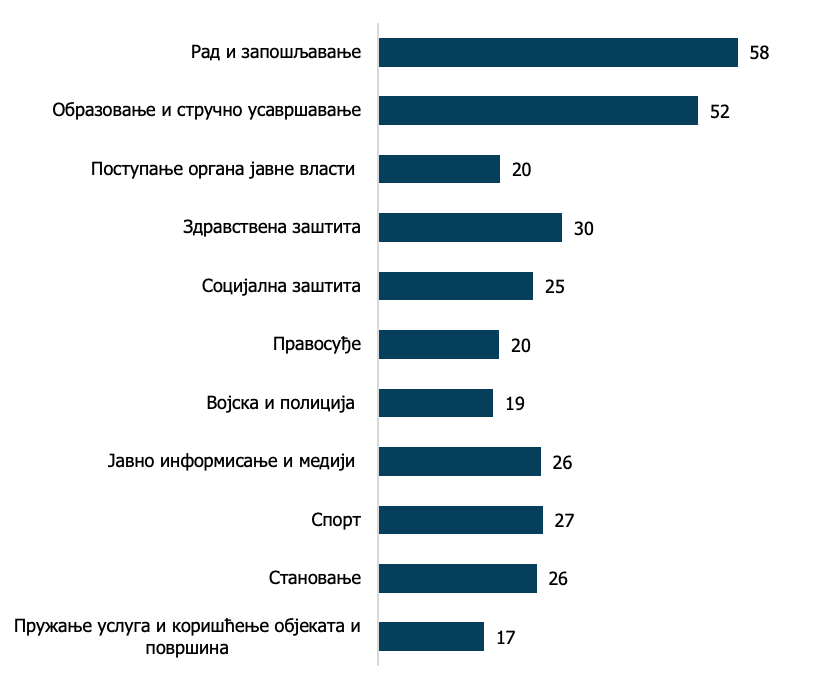 Рад и запошљавање 58
Образовање и стручно усавршавање 52
Поступање органа јавне власти 20
Здравствена заштита 30
Социјална заштита 25
Правосуђе 20
Војска и полиција 19
Јавно информисање и медији 26
Спорт 27
Становање 26
Пружање услуга и коришћење објеката и
површина 17